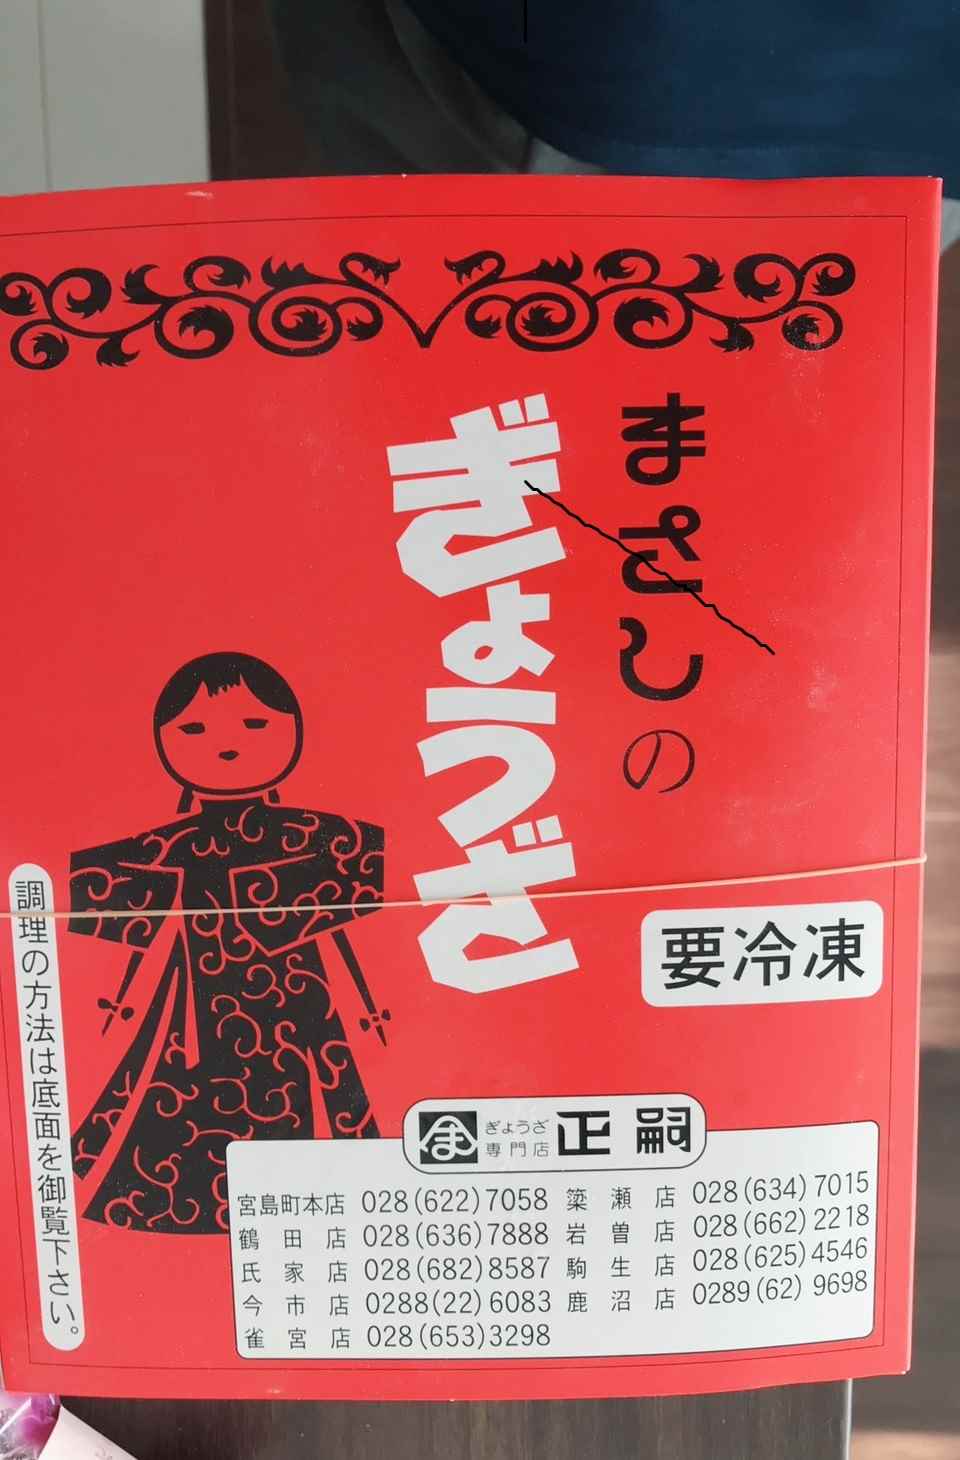 まさしの
ぎょうざ
要冷凍
調理の方法は底面を御覧下さい。
ま ぎょうざ専門店 正嗣
宮島町本店 028(622)7058
鶴田店 028(636)7888
氏家店 028(682)8587
今市店 0288(22)6083
雀宮店 028(653)3298
簗瀬店 028(634)7015
岩曽店 028(662)2218
駒生店 028(625)4546
鹿沼店 0289(62)9698